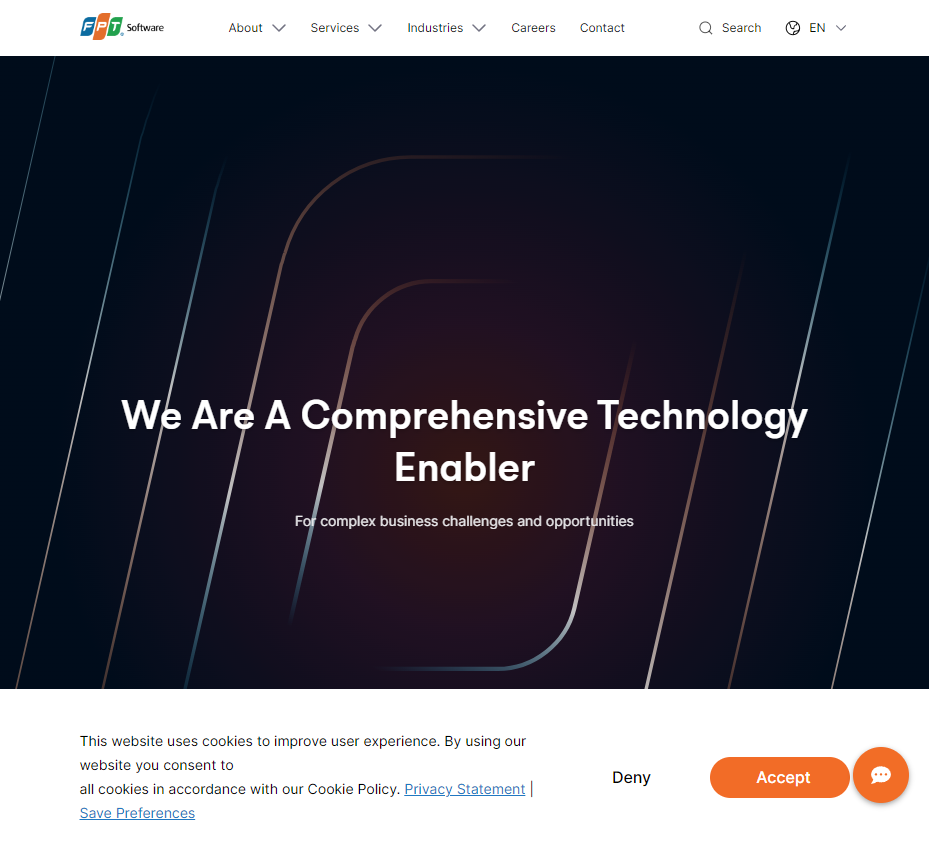 FPT Software
About
Services
Industries
Careers
Contact
Search
EN
We Are A Comprehensive Technology
Enabler
For complex business challenges and opportunities
This website uses cookies to improve user experience. By using our
website you consent to
all cookies in accordance with our Cookie Policy. Privacy Statement |
Save Preferences
Deny
Accept